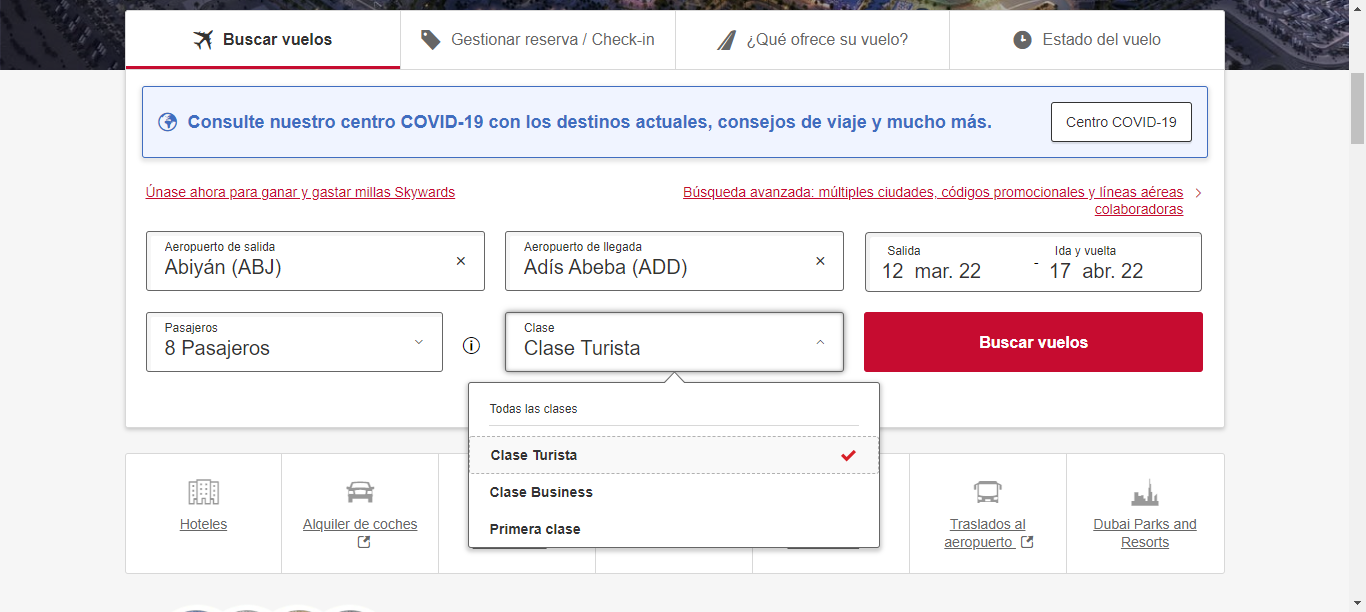 Buscar vuelos
Gestionar reserva / Check-in
¿Qué ofrece su vuelo?
Estado del vuelo
Consulte nuestro centro COVID-19 con los destinos actuales, consejos de viaje y mucho más.
Centro COVID-19
Únase ahora para ganar y gastar millas Skywards
Búsqueda avanzada: múltiples ciudades, códigos promocionales y líneas aéreas
colaboradoras
Aeropuerto de salida
Abiyán (ABJ)
Aeropuerto de llegada
Adís Abeba (ADD)
Salida
12 mar. 22
-
Ida y vuelta
17 abr. 22
Pasajeros
8 Pasajeros
Clase
Clase Turista
Buscar vuelos
Todas las clases
Clase Turista
Clase Business
Primera clase
Hoteles
Alquiler de coches
Traslados al
aeropuerto
Dubai Parks and
Resorts